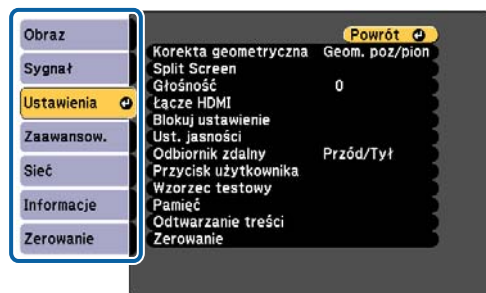 Obraz
Sygnał
Ustawienia
Zaawansow.
Sieć
Informacje
Zerowanie
Powrót
Korekta geometryczna Geom. poz/pion
Split Screen
Głośność 0
Łącze HDMI
Blokuj ustawienie
Ust. jasności
Odbiornik zdalny Przód/Tył
Przycisk użytkownika
Wzorzec testowy
Pamięć
Odtwarzanie treści
Zerowanie